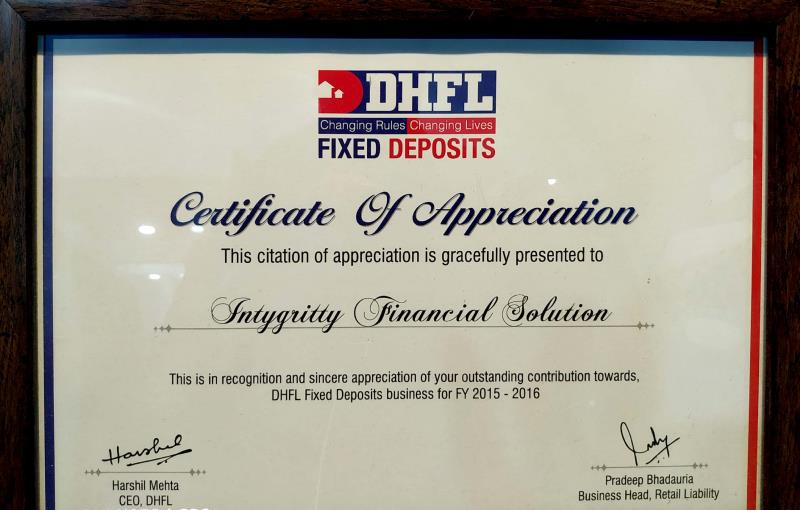 DHFL
Changing Rules Changing Lives
FIXED DEPOSITS
Certificate Of Appreciation
This citation of appreciation is gracefully presented to
Intygritty Financial Solution
This is in recognition and sincere appreciation of your outstanding contribution towards,
DHFL Fixed Deposits business for FY 2015 - 2016
Harshil
Harshil Mehta
CEO, DHFL
Pradeep Bhadauria
Business Head, Retail Liability